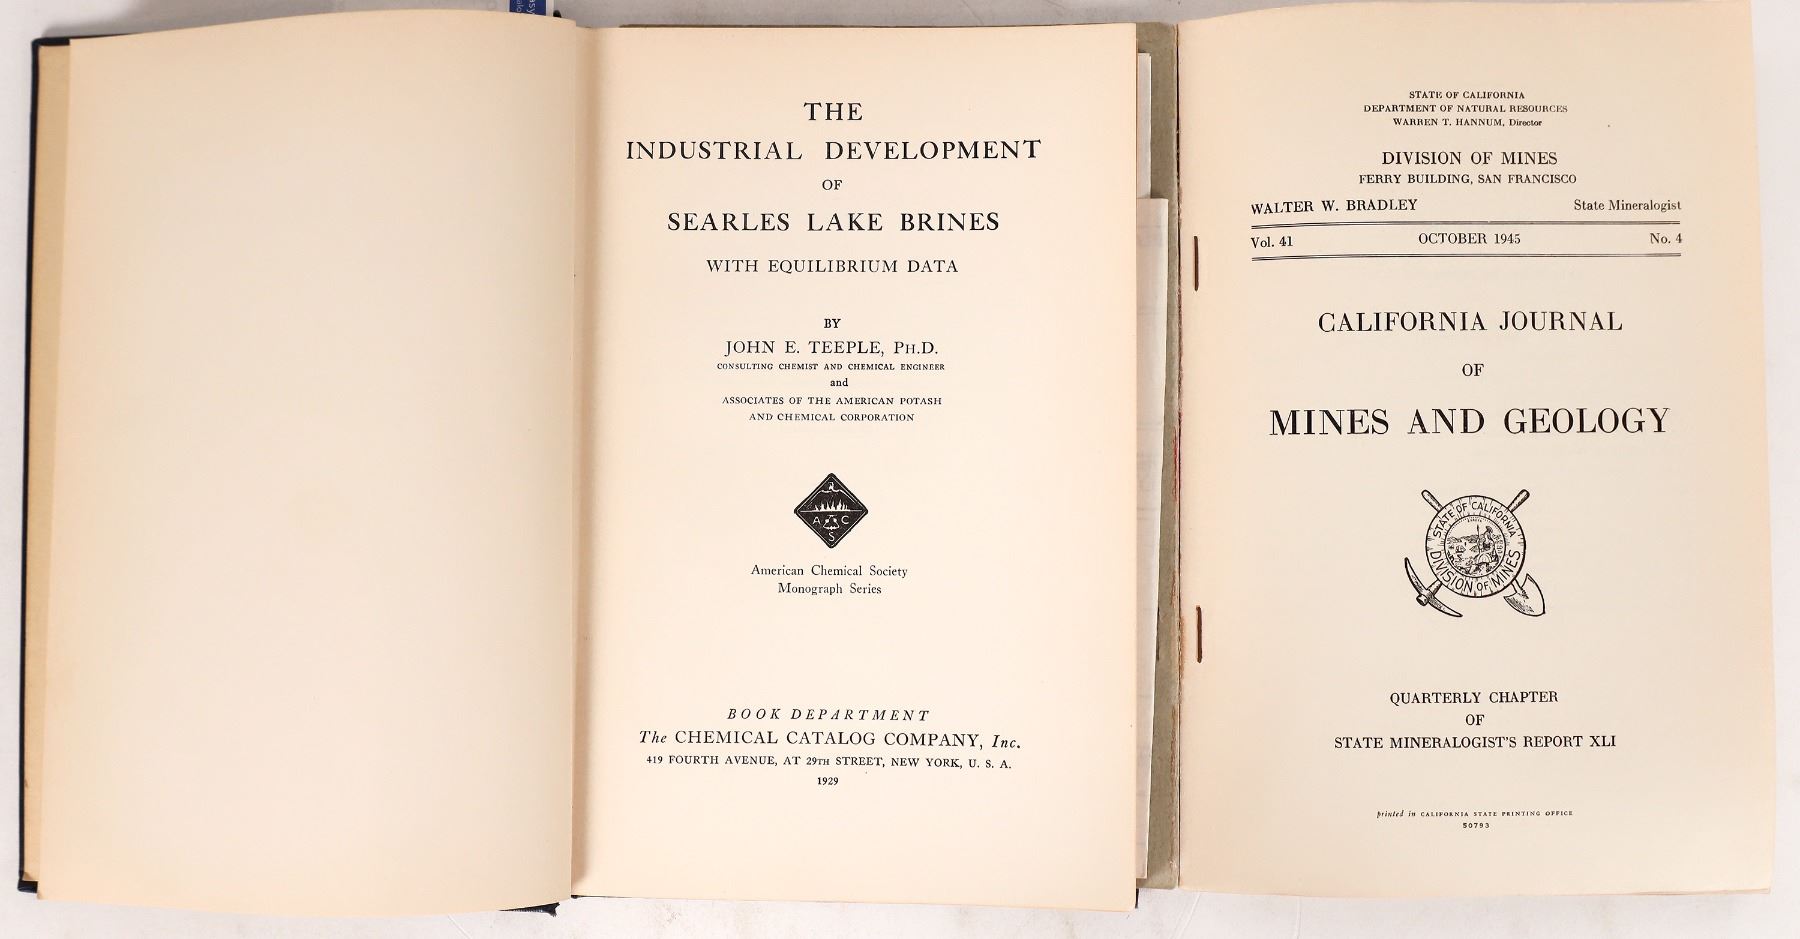 THE
INDUSTRIAL DEVELOPMENT
OF
SEARLES LAKE BRINES
WITH EQUILIBRIUM DATA
BY
JOHN E. TEEPLE, PH.D.
CONSULTING CHEMIST AND CHEMICAL ENGINEER
and
ASSOCIATES OF THE AMERICAN POTASH
AND CHEMICAL CORPORATION
A C
S
American Chemical Society
Monograph Series
BOOK DEPARTMENT
The CHEMICAL CATALOG COMPANY, Inc.
419 FOURTH AVENUE, AT 29TH STREET, NEW YORK, U. S. A.
1929
STATE OF CALIFORNIA
DEPARTMENT OF NATURAL RESOURCES
WARREN T. HANNUM, Director
DIVISION OF MINES
FERRY BUILDING, SAN FRANCISCO
WALTER W. BRADLEY State Mineralogist
Vol. 41 OCTOBER 1945 No. 4
CALIFORNIA JOURNAL
OF
MINES AND GEOLOGY
STATE OF CALIFORNIA
DIVISION OF MINES
QUARTERLY CHAPTER
OF
STATE MINERALOGIST'S REPORT XLI
printed in CALIFORNIA STATE PRINTING OFFICE
50793